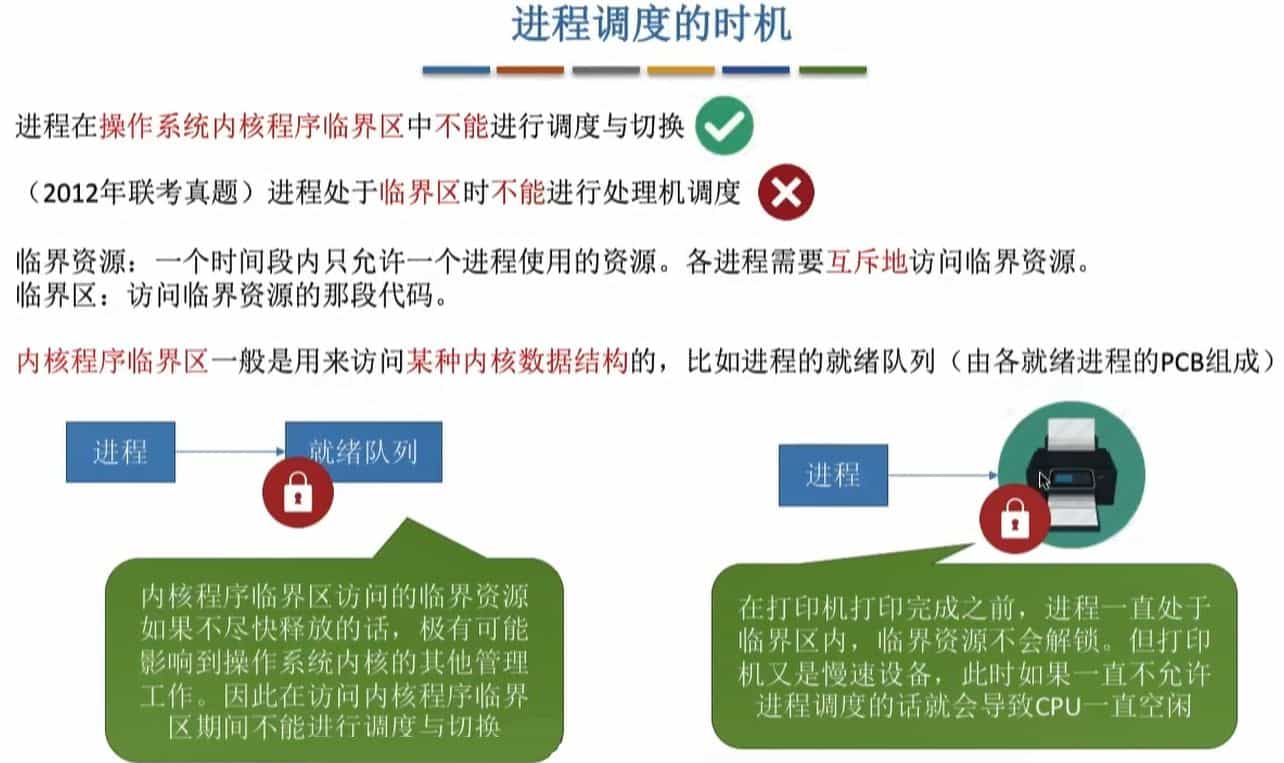 进程调度的时机
进程在操作系统内核程序临界区中不能进行调度与切换
（2012年联考真题）进程处于临界区时不能进行处理机调度
临界资源：一个时间段内只允许一个进程使用的资源。各进程需要互斥地访问临界资源。
临界区：访问临界资源的那段代码。
内核程序临界区一般是用来访问某种内核数据结构的，比如进程的就绪队列（由各就绪进程的PCB组成）
进程
就绪队列
内核程序临界区访问的临界资源
如果不尽快释放的话，极有可能
影响到操作系统内核的其他管理
工作。因此在访问内核程序临界
区期间不能进行调度与切换
进程
在打印机打印完成之前，进程一直处于
临界区内，临界资源不会解锁。但打印
机又是慢速设备，此时如果一直不允许
进程调度的话就会导致CPU一直空闲